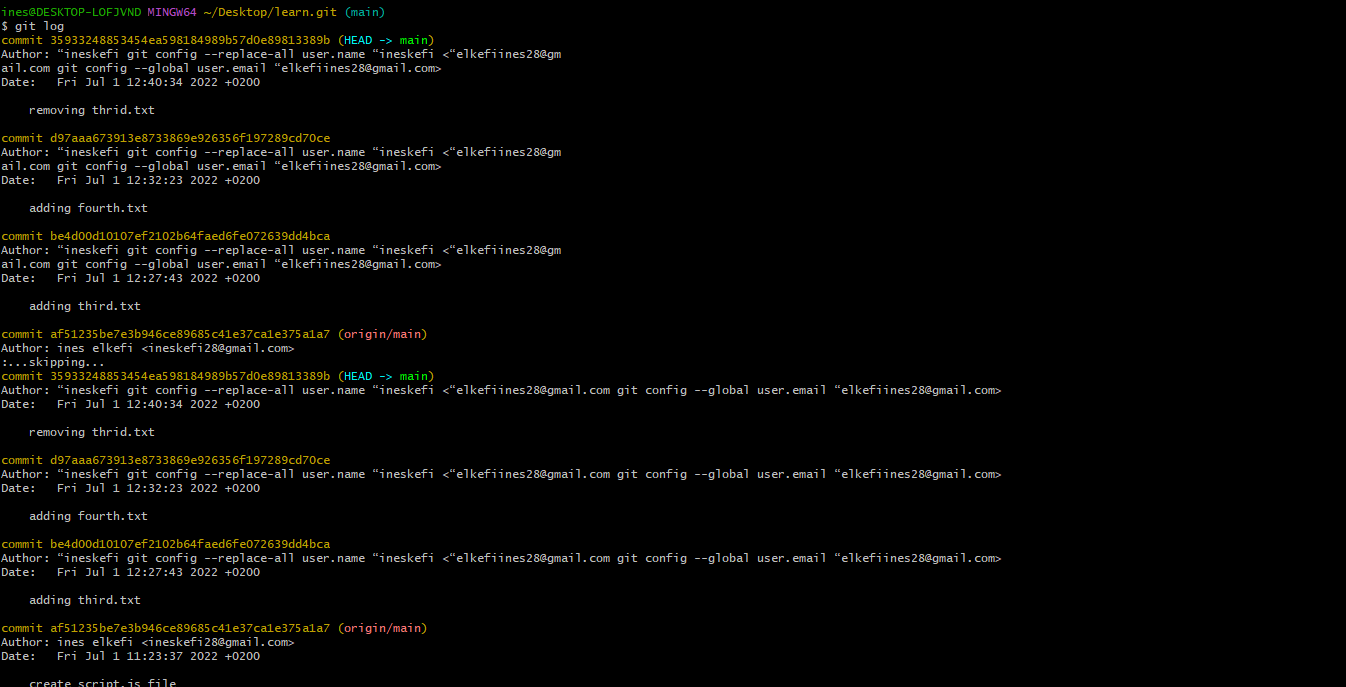 ines@DESKTOP-LOFJVND MINGW64 ~/Desktop/learn.git (main)
$ git log
commit 35933248853454ea598184989b57d0e89813389b (HEAD -> main)
Author: “ineskefi git config --replace-all user.name “ineskefi <“elkefiines28@gm
ail.com git config --global user.email “elkefiines28@gmail.com>
Date:   Fri Jul 1 12:40:34 2022 +0200
    removing thrid.txt
commit d97aaa673913e8733869e926356f197289cd70ce
Author: “ineskefi git config --replace-all user.name “ineskefi <“elkefiines28@gm
ail.com git config --global user.email “elkefiines28@gmail.com>
Date:   Fri Jul 1 12:32:23 2022 +0200
    adding fourth.txt
commit be4d00d10107ef2102b64faed6fe072639dd4bca
Author: “ineskefi git config --replace-all user.name “ineskefi <“elkefiines28@gm
ail.com git config --global user.email “elkefiines28@gmail.com>
Date:   Fri Jul 1 12:27:43 2022 +0200
    adding third.txt
commit af51235be7e3b946ce89685c41e37ca1e375a1a7 (origin/main)
Author: ines elkefi <ineskefi28@gmail.com>
:...skipping...
commit 35933248853454ea598184989b57d0e89813389b (HEAD -> main)
Author: “ineskefi git config --replace-all user.name “ineskefi <“elkefiines28@gmail.com git config --global user.email “elkefiines28@gmail.com>
Date:   Fri Jul 1 12:40:34 2022 +0200
    removing thrid.txt
commit d97aaa673913e8733869e926356f197289cd70ce
Author: “ineskefi git config --replace-all user.name “ineskefi <“elkefiines28@gmail.com git config --global user.email “elkefiines28@gmail.com>
Date:   Fri Jul 1 12:32:23 2022 +0200
    adding fourth.txt
commit be4d00d10107ef2102b64faed6fe072639dd4bca
Author: “ineskefi git config --replace-all user.name “ineskefi <“elkefiines28@gmail.com git config --global user.email “elkefiines28@gmail.com>
Date:   Fri Jul 1 12:27:43 2022 +0200
    adding third.txt
commit af51235be7e3b946ce89685c41e37ca1e375a1a7 (origin/main)
Author: ines elkefi <ineskefi28@gmail.com>
Date:   Fri Jul 1 11:23:37 2022 +0200
    create script.js file